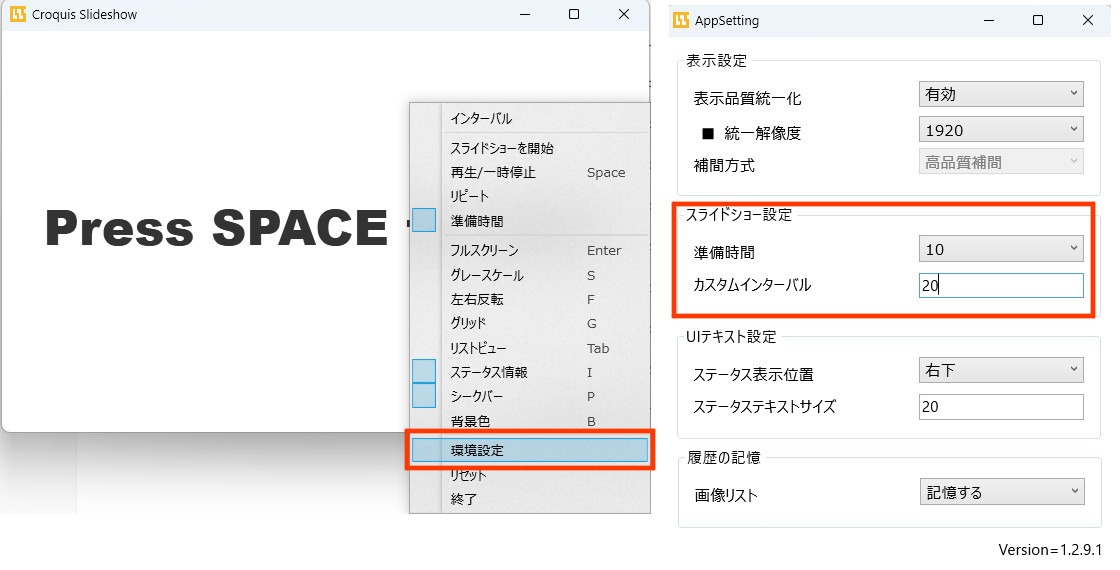 Croquis Slideshow
Press SPACE
インターバル
スライドショーを開始
再生/一時停止 Space
リピート
準備時間
フルスクリーン Enter
グレースケール S
左右反転 F
グリッド G
リストビュー Tab
ステータス情報 I
シークバー P
背景色 B
環境設定
リセット
終了
AppSetting
表示設定
表示品質統一化 有効
■ 統一解像度 1920
補間方式 高品質補間
スライドショー設定
準備時間 10
カスタムインターバル 20
UIテキスト設定
ステータス表示位置 右下
ステータステキストサイズ 20
履歴の記憶
画像リスト 記憶する
Version=1.2.9.1